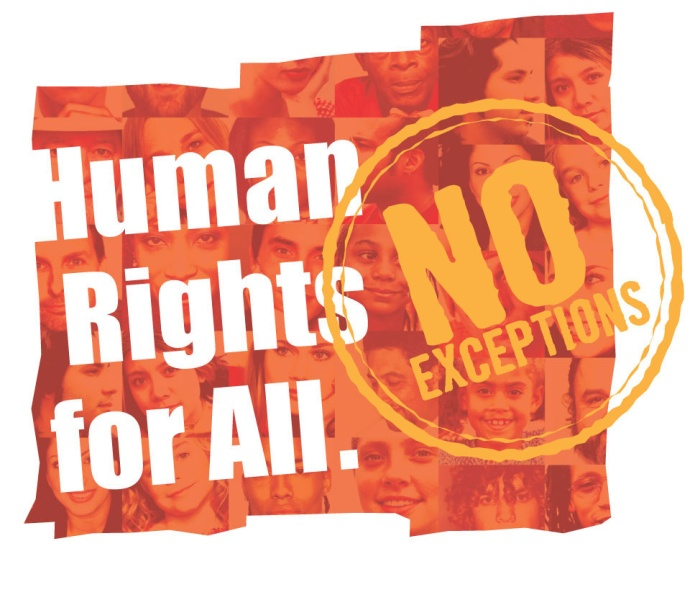 Human
Rights
for All.
NO
EXCEPTIONS